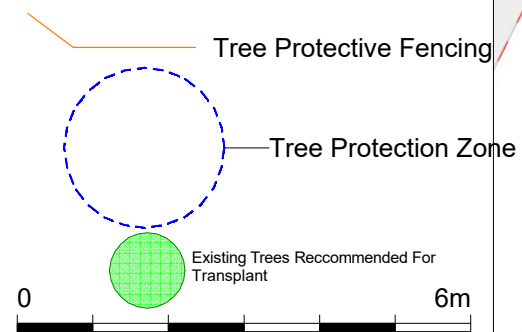 Tree Protective Fencing
Tree Protection Zone
Existing Trees Reccommended For
Transplant
0 6m